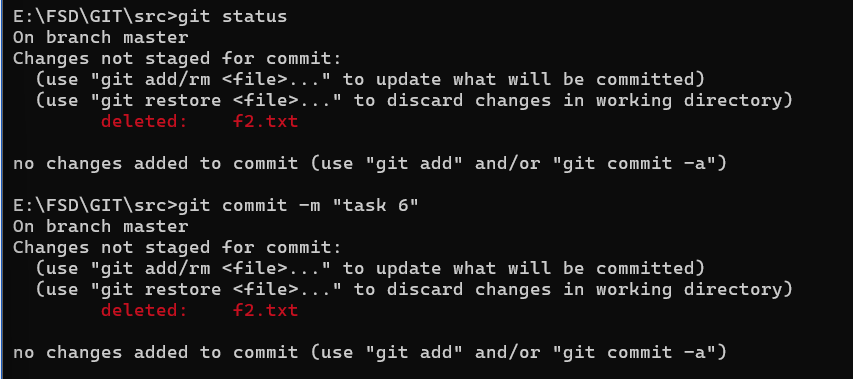 E:\FSD\GIT\src>git status
On branch master
Changes not staged for commit:
  (use "git add/rm <file>..." to update what will be committed)
  (use "git restore <file>..." to discard changes in working directory)
        deleted:    f2.txt

no changes added to commit (use "git add" and/or "git commit -a")

E:\FSD\GIT\src>git commit -m "task 6"
On branch master
Changes not staged for commit:
  (use "git add/rm <file>..." to update what will be committed)
  (use "git restore <file>..." to discard changes in working directory)
        deleted:    f2.txt

no changes added to commit (use "git add" and/or "git commit -a")